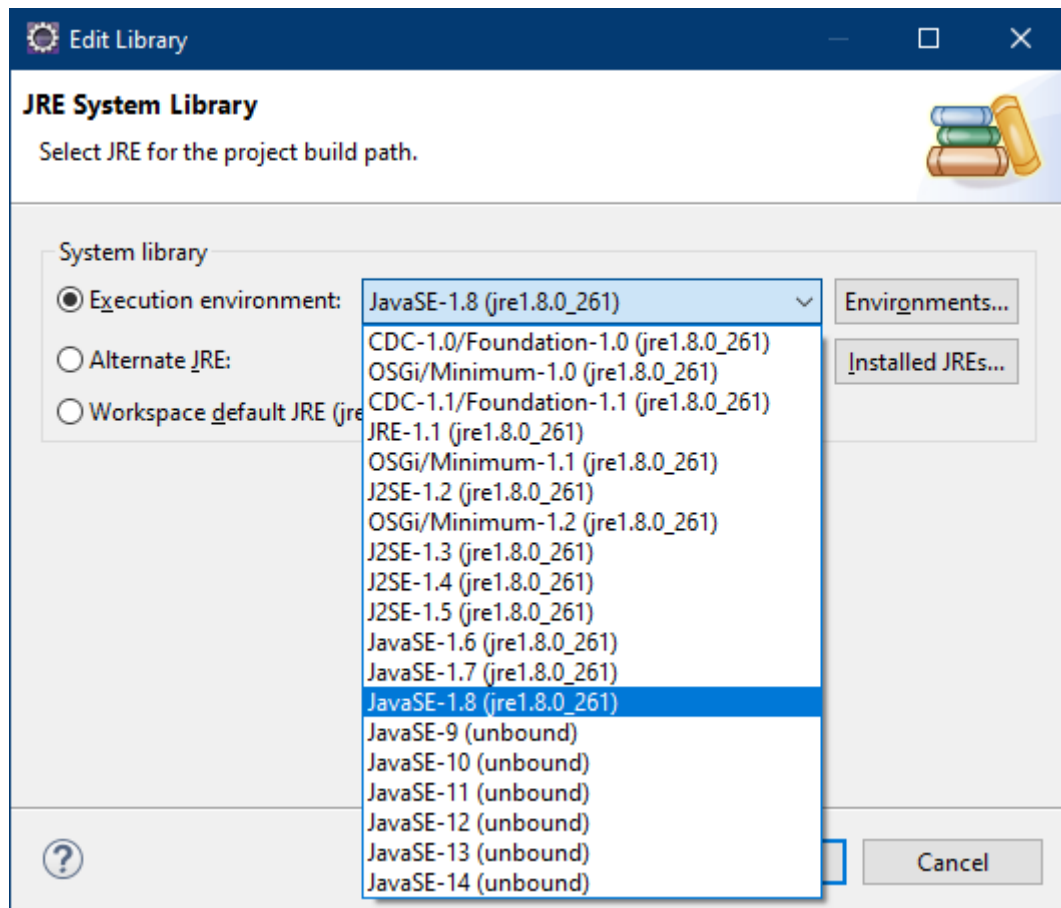 Edit Library
JRE System Library
Select JRE for the project build path.
System library
Execution environment: JavaSE-1.8 (jre1.8.0_261) Environments...
CDC-1.0/Foundation-1.0 (jre1.8.0_261)
Alternate JRE: OSGi/Minimum-1.0 (jre1.8.0_261) Installed JREs...
CDC-1.1/Foundation-1.1 (jre1.8.0_261)
Workspace default JRE (jre
JRE-1.1 (jre1.8.0_261)
OSGi/Minimum-1.1 (jre1.8.0_261)
J2SE-1.2 (jre1.8.0_261)
OSGi/Minimum-1.2 (jre1.8.0_261)
J2SE-1.3 (jre1.8.0_261)
J2SE-1.4 (jre1.8.0_261)
J2SE-1.5 (jre1.8.0_261)
JavaSE-1.6 (jre1.8.0_261)
JavaSE-1.7 (jre1.8.0_261)
JavaSE-1.8 (jre1.8.0_261)
JavaSE-9 (unbound)
JavaSE-10 (unbound)
JavaSE-11 (unbound)
JavaSE-12 (unbound)
JavaSE-13 (unbound)
JavaSE-14 (unbound)
? Cancel